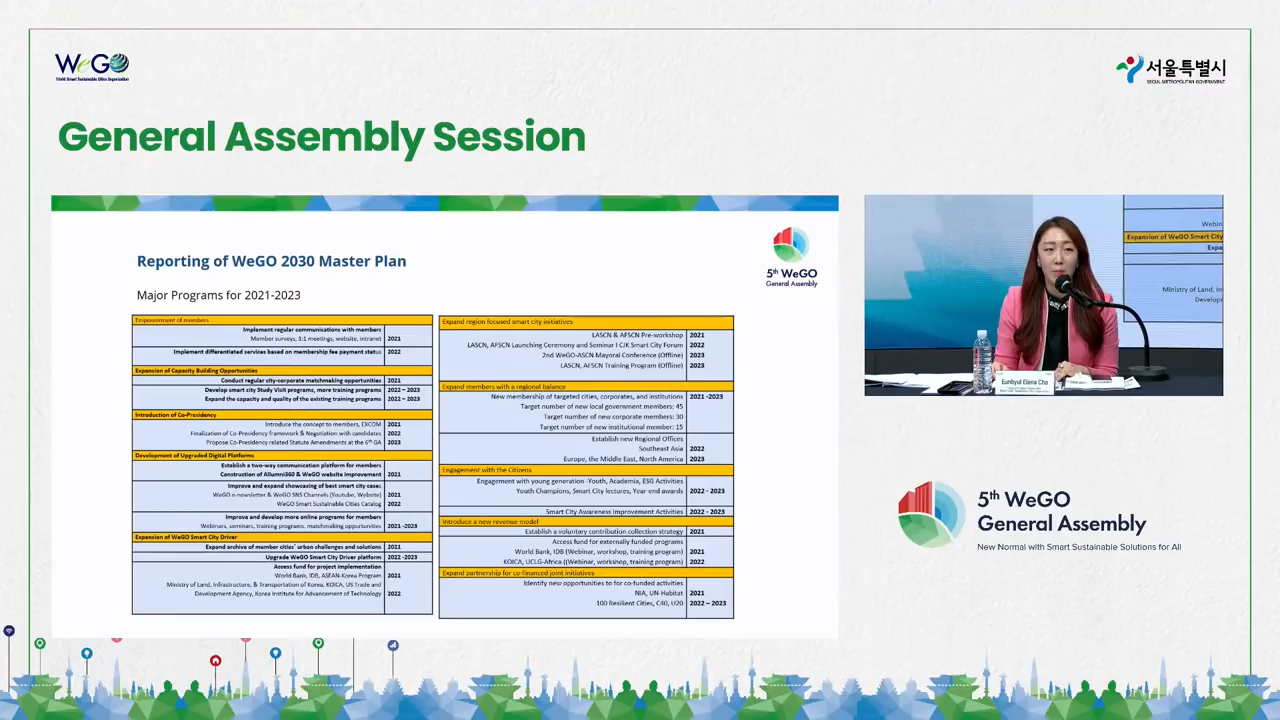 WeGO
World Smart Sustainable Cities Organization
서울특별시
SEOUL METROPOLITAN GOVERNMENT
General Assembly Session
5th WeGO
General Assembly
Reporting of WeGO 2030 Master Plan
Major Programs for 2021-2023
Empowerment of members
Implement regular communications with members
Member surveys, 1:1 meetings, website, intranet 2021
Implement differentiated services based on membership fee payment status 2022
Expansion of Capacity Building Opportunities
Conduct regular city-corporate matchmaking opportunities 2021
Develop smart city Study Visit programs, more training programs 2022 – 2023
Expand the capacity and quality of the existing training programs 2022 – 2023
Introduction of Co-Presidency
Introduce the concept to members, EXCOM 2021
Finalization of Co-Presidency framework & Negotiation with candidates 2022
Propose Co-Presidency related Statute Amendments at the 6th GA 2023
Development of Upgraded Digital Platforms
Establish a two-way communication platform for members
Construction of Allumni360 & WeGO website improvement 2021
Improve and expand showcasing of best smart city cases
WeGO e-newsletter & WeGO SNS Channels (Youtube, Website) 2021
WeGO Smart Sustainable Cities Catalog 2022
Improve and develop more online programs for members
Webinars, seminars, training programs, matchmaking opportunities 2021 -2023
Expansion of WeGO Smart City Driver
Expand archive of member cities' urban challenges and solutions 2021
Upgrade WeGO Smart City Driver platform 2022 -2023
Access fund for project implementation
World Bank, IDB, ASEAN-Korea Program 2021
Ministry of Land, Infrastructure, & Transportation of Korea, KOICA, US Trade and
Development Agency, Korea Institute for Advancement of Technology 2022
Expand region focused smart city initiatives
LASCN & AFSCN Pre-workshop 2021
LASCN, AFSCN Launching Ceremony and Seminar I CJK Smart City Forum 2022
2nd WeGO-ASCN Mayoral Conference (Offline) 2023
LASCN, AFSCN Training Program (Offline) 2023
Expand members with a regional balance
New membership of targeted cities, corporates, and institutions 2021 -2023
Target number of new local government members: 45
Target number of new corporate members: 30
Target number of new institutional member: 15
Establish new Regional Offices
Southeast Asia 2022
Europe, the Middle East, North America 2023
Engagement with the Citizens
Engagement with young generation -Youth, Academia, ESG Activities
Youth Champions, Smart City lectures, Year-end awards 2022 - 2023
Smart City Awareness Improvement Activities 2022 - 2023
Introduce a new revenue model
Establish a voluntary contribution collection strategy 2021
Access fund for externally funded programs
World Bank, IDB (Webinar, workshop, training program) 2021
KOICA, UCLG-Africa ((Webinar, workshop, training program) 2022
Expand partnership for co-financed joint initiatives
Identify new opportunities to for co-funded activities
NIA, UN-Habitat 2021
100 Resilient Cities, C40, U20 2022 – 2023
Webin
Expansion of WeGO Smart City
Expa
Ministry of Land, In
Develop
Eunbyul Elena Cho
5th WeGO
General Assembly
New Normal with Smart Sustainable Solutions for All